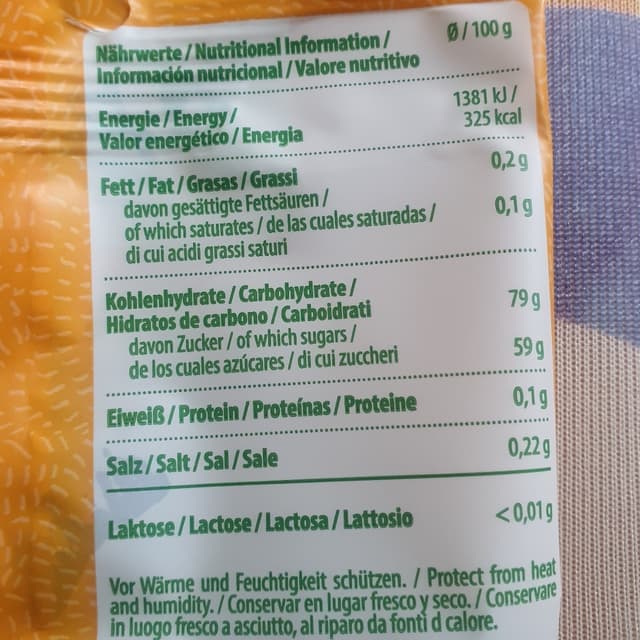 Nährwerte / Nutritional Information /
Información nutricional / Valore nutritivo
Ø / 100 g
Energie / Energy /
Valor energético / Energia
1381 kJ /
325 kcal
Fett / Fat / Grasas / Grassi
0,2 g
davon gesättigte Fettsäuren /
of which saturates / de las cuales saturadas /
di cui acidi grassi saturi
0,1 g
Kohlenhydrate / Carbohydrate /
Hidratos de carbono / Carboidrati
79 g
davon Zucker / of which sugars /
de los cuales azúcares / di cui zuccheri
59 g
Eiweiß / Protein / Proteínas / Proteine
0,1 g
Salz / Salt / Sal / Sale
0,22 g
Laktose / Lactose / Lactosa / Lattosio
<0,01 g
Vor Wärme und Feuchtigkeit schützen. / Protect from heat
and humidity. / Conservar en lugar fresco y seco. / Conservare
in luogo fresco a asciutto, al riparo da fonti d calore.